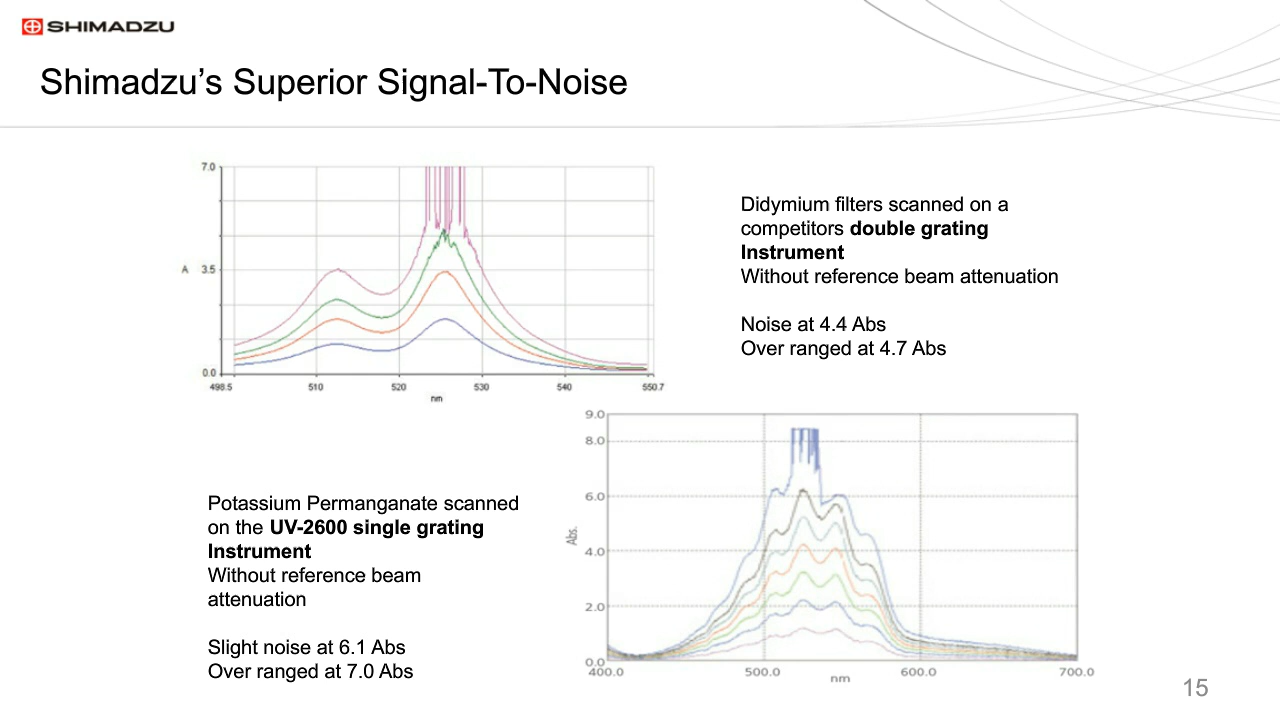 SHIMADZU
Shimadzu’s Superior Signal-To-Noise
7.0
A 3.5
0.0
498.5 510 520 530 540 550.7
nm
Didymium filters scanned on a
competitors double grating
Instrument
Without reference beam attenuation
Noise at 4.4 Abs
Over ranged at 4.7 Abs
Potassium Permanganate scanned
on the UV-2600 single grating
Instrument
Without reference beam
attenuation
Slight noise at 6.1 Abs
Over ranged at 7.0 Abs
9.0
8.0
6.0
Abs.
4.0
2.0
0.0
400.0 500.0 600.0 700.0
nm
15